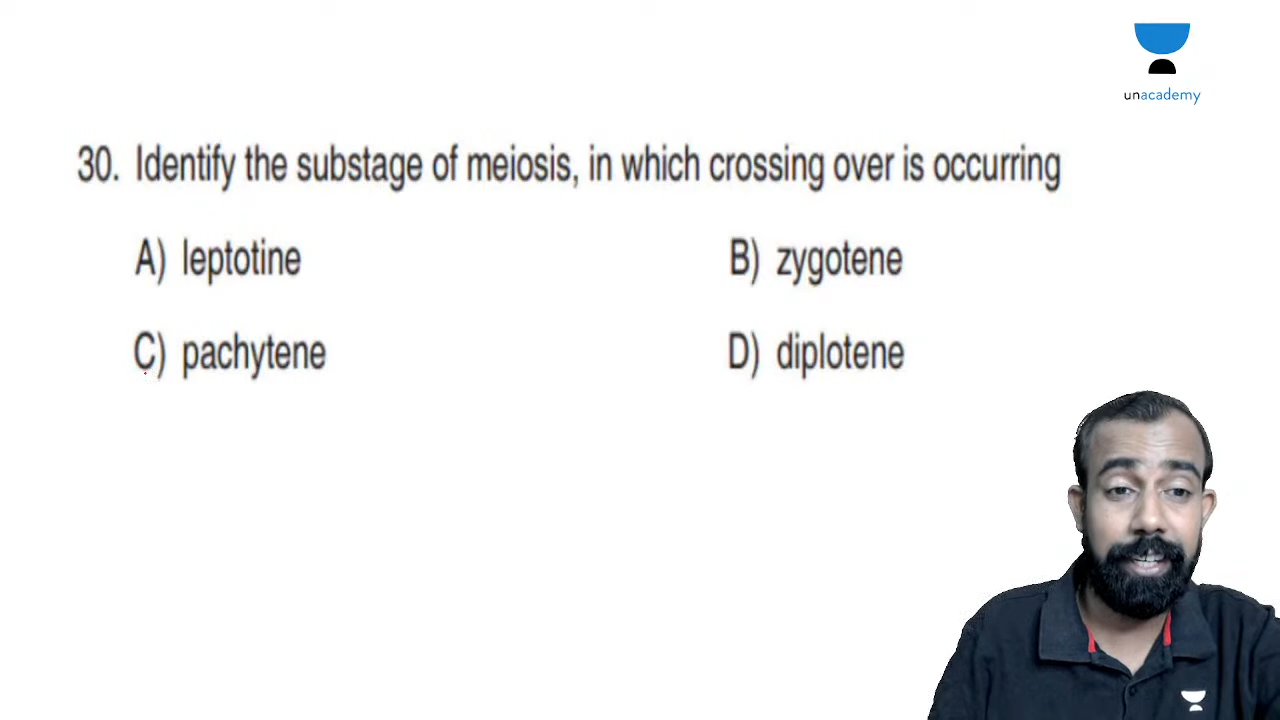 unacademy
30. Identify the substage of meiosis, in which crossing over is occurring
A) leptotine B) zygotene
C) pachytene D) diplotene